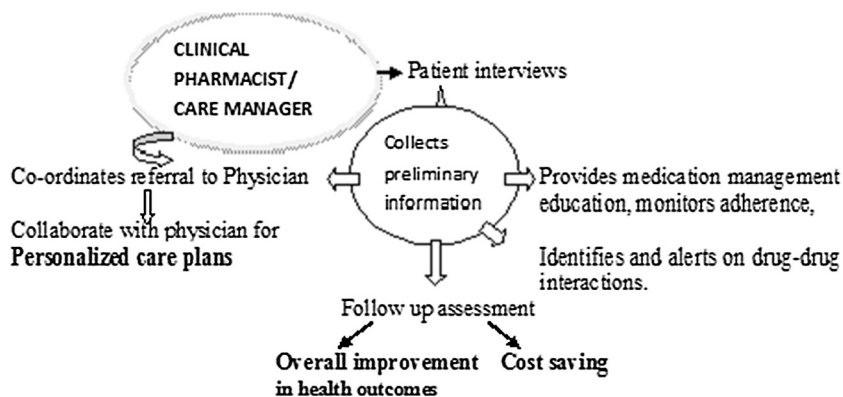 CLINICAL
PHARMACIST/
CARE MANAGER
Patient interviews
Collects
preliminary
information
Co-ordinates referral to Physician
Provides medication management
education, monitors adherence,
Collaborate with physician for
Personalized care plans
Identifies and alerts on drug-drug
interactions.
Follow up assessment
Overall improvement
in health outcomes
Cost saving